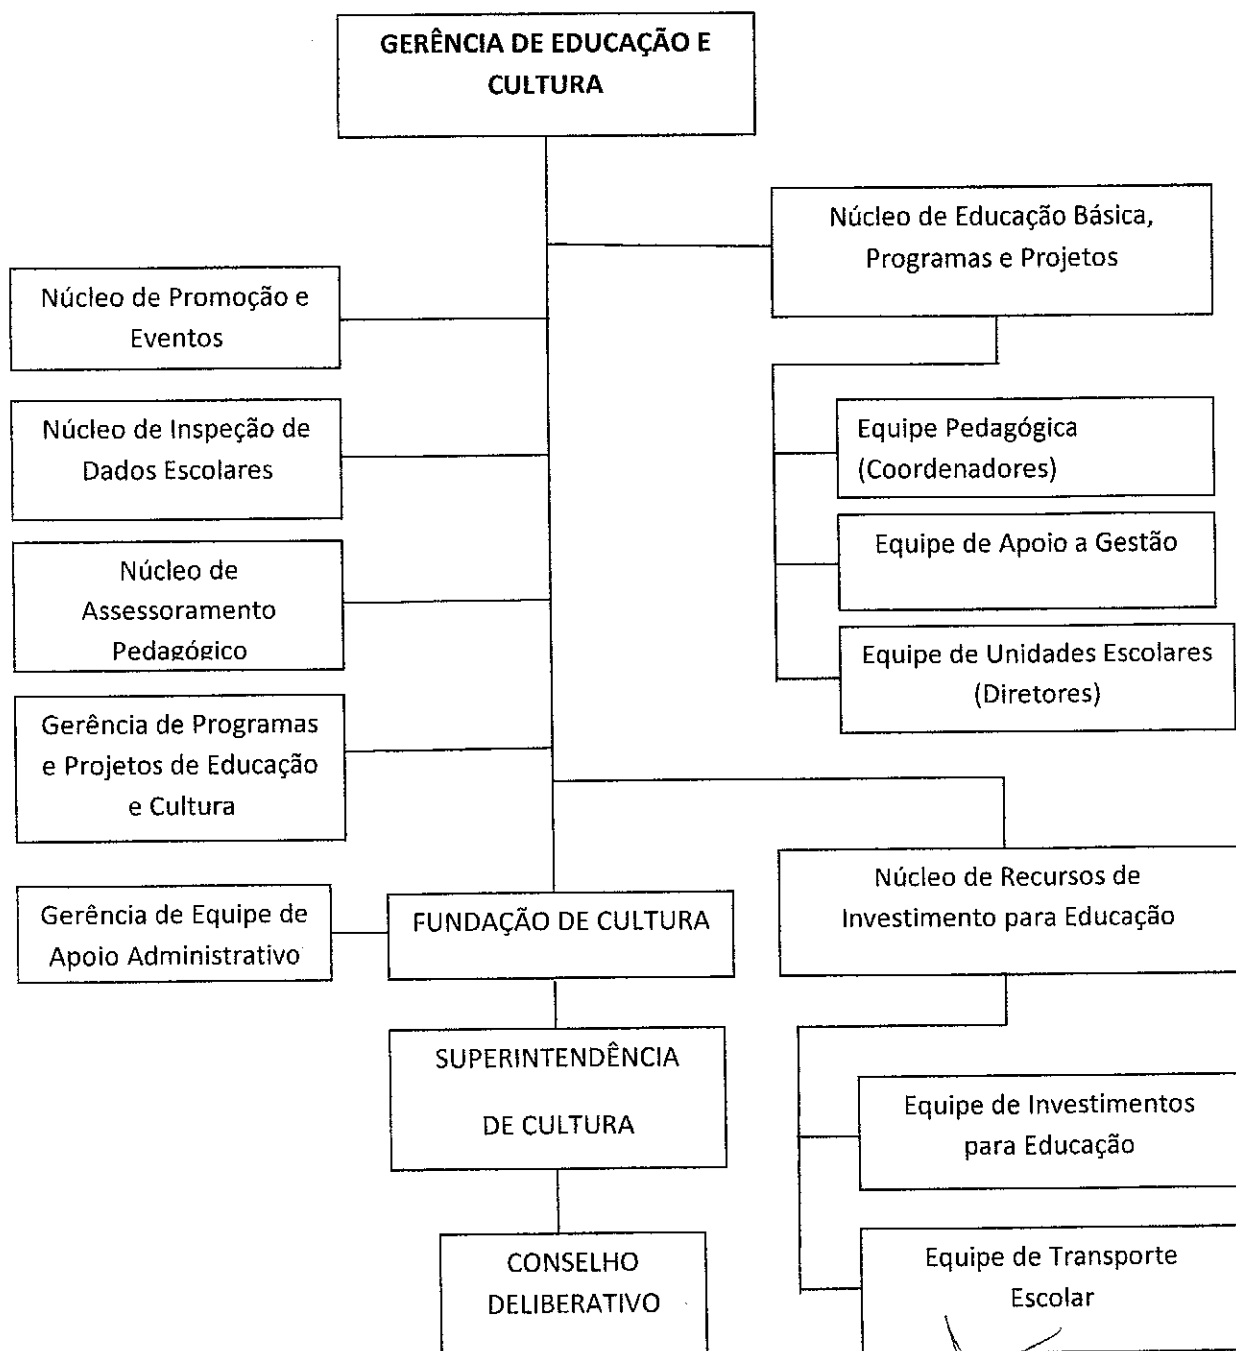 GERÊNCIA DE EDUCAÇÃO E
CULTURA
Núcleo de Educação Básica,
Programas e Projetos
Núcleo de Promoção e
Eventos
Núcleo de Inspeção de
Dados Escolares
Equipe Pedagógica
(Coordenadores)
Equipe de Apoio a Gestão
Núcleo de
Assessoramento
Pedagógico
Equipe de Unidades Escolares
(Diretores)
Gerência de Programas
e Projetos de Educação
e Cultura
Núcleo de Recursos de
Investimento para Educação
Gerência de Equipe de
Apoio Administrativo
FUNDAÇÃO DE CULTURA
SUPERINTENDÊNCIA
DE CULTURA
Equipe de Investimentos
para Educação
CONSELHO
DELIBERATIVO
Equipe de Transporte
Escolar